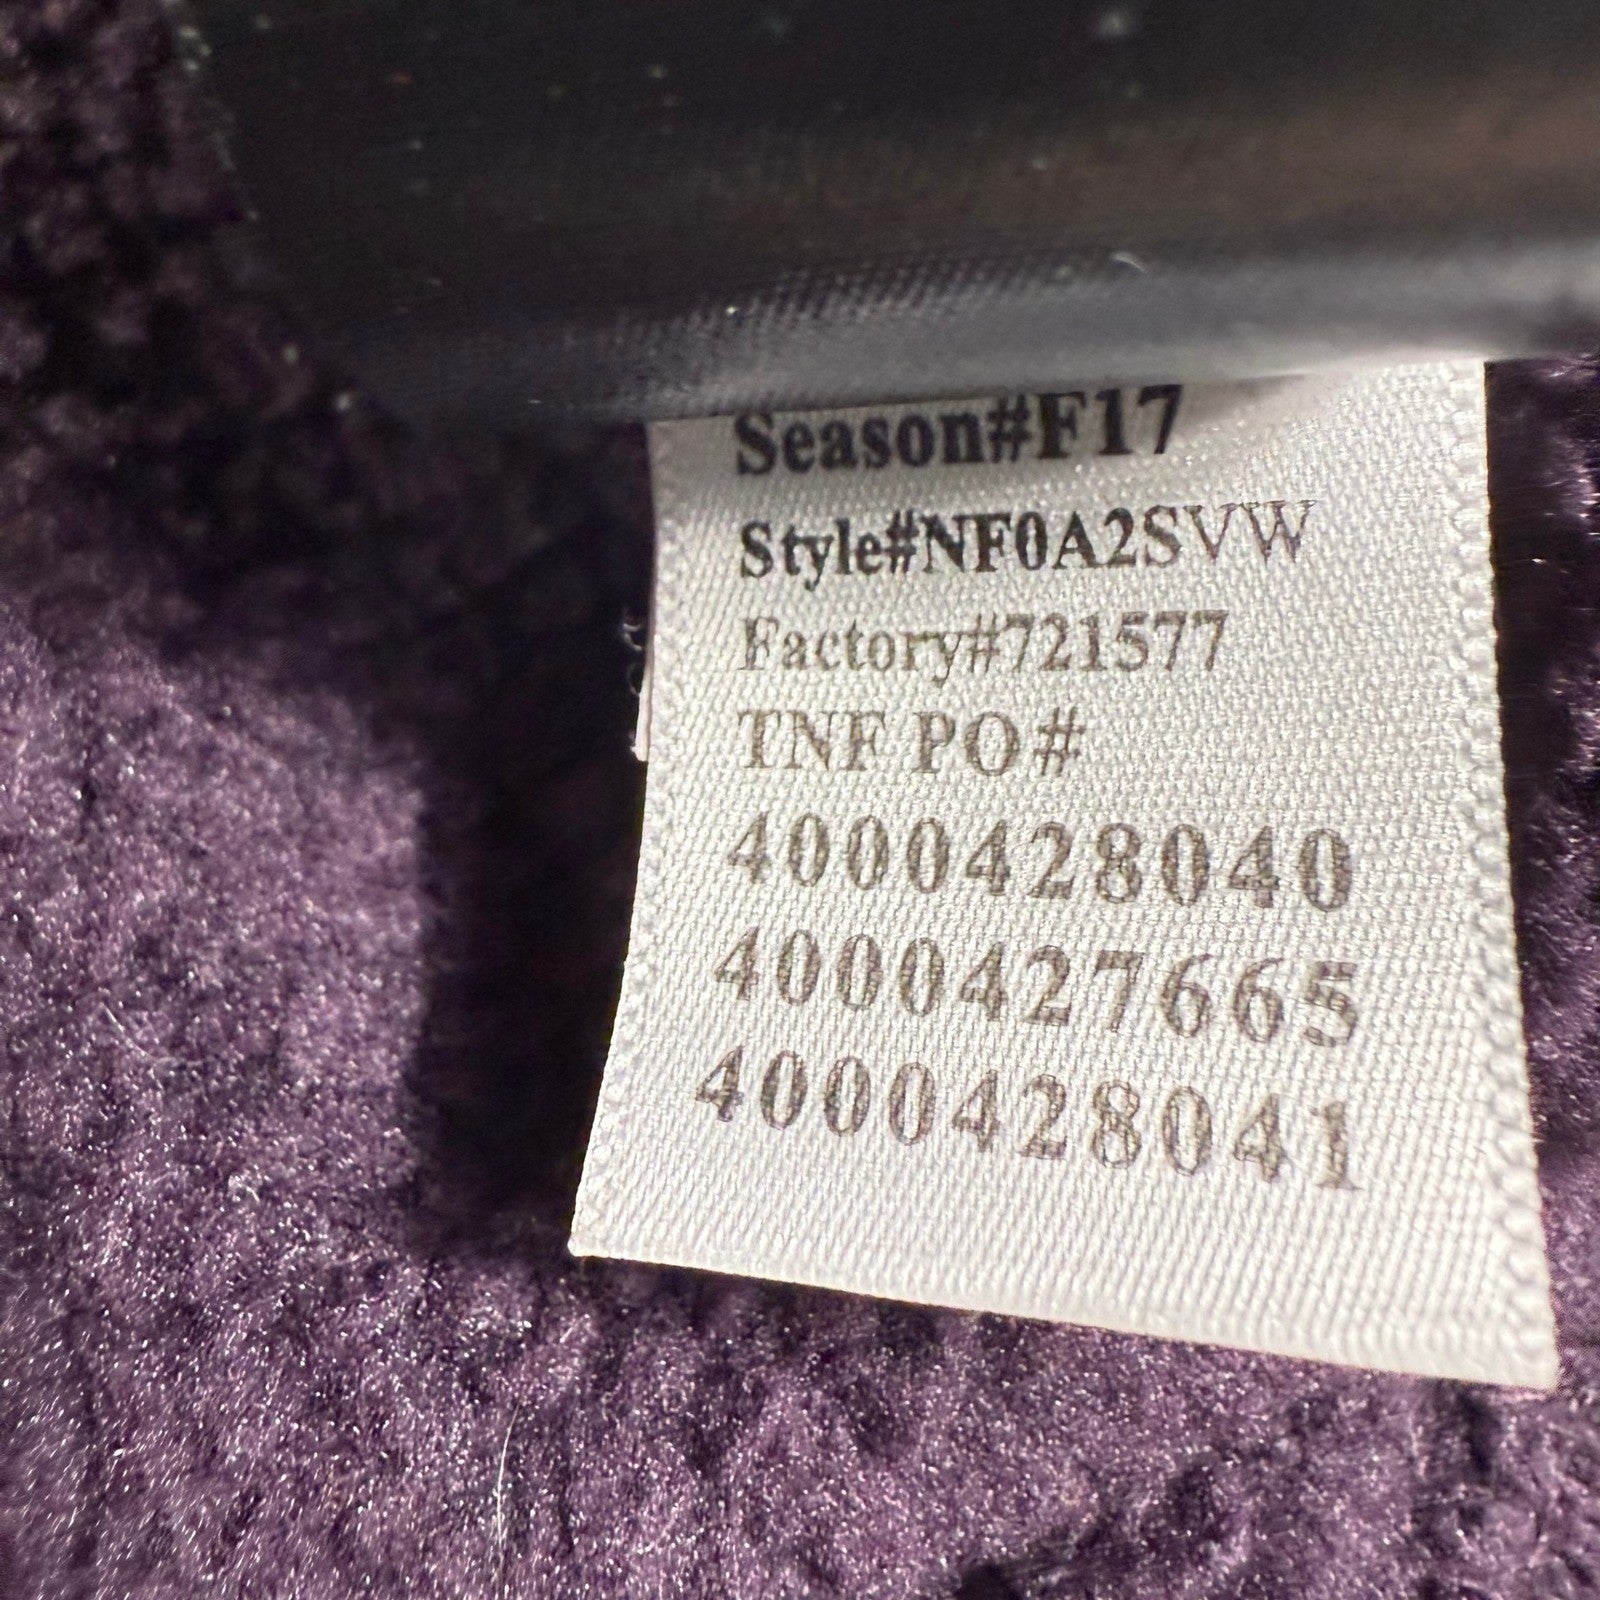 Season#F17
Style#NF0A2SVW
Factory#721577
TNF PO#
4000428040
4000427665
4000428041